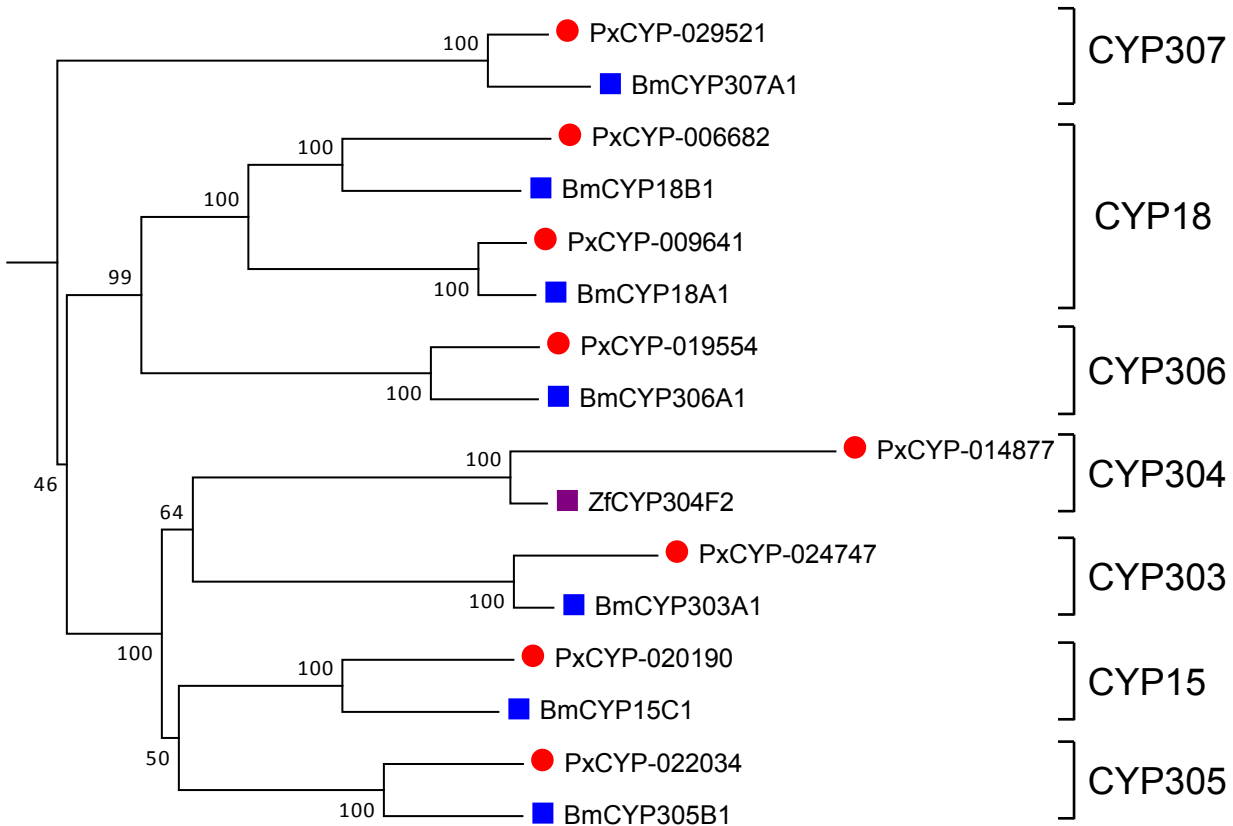 100
PxCYP-029521
BmCYP307A1
CYP307
100
PxCYP-006682
BmCYP18B1
100
PxCYP-009641
100
BmCYP18A1
CYP18
99
PxCYP-019554
100
BmCYP306A1
CYP306
46
100
PxCYP-014877
ZfCYP304F2
CYP304
64
PxCYP-024747
100
BmCYP303A1
CYP303
100
100
PxCYP-020190
BmCYP15C1
CYP15
50
PxCYP-022034
100
BmCYP305B1
CYP305